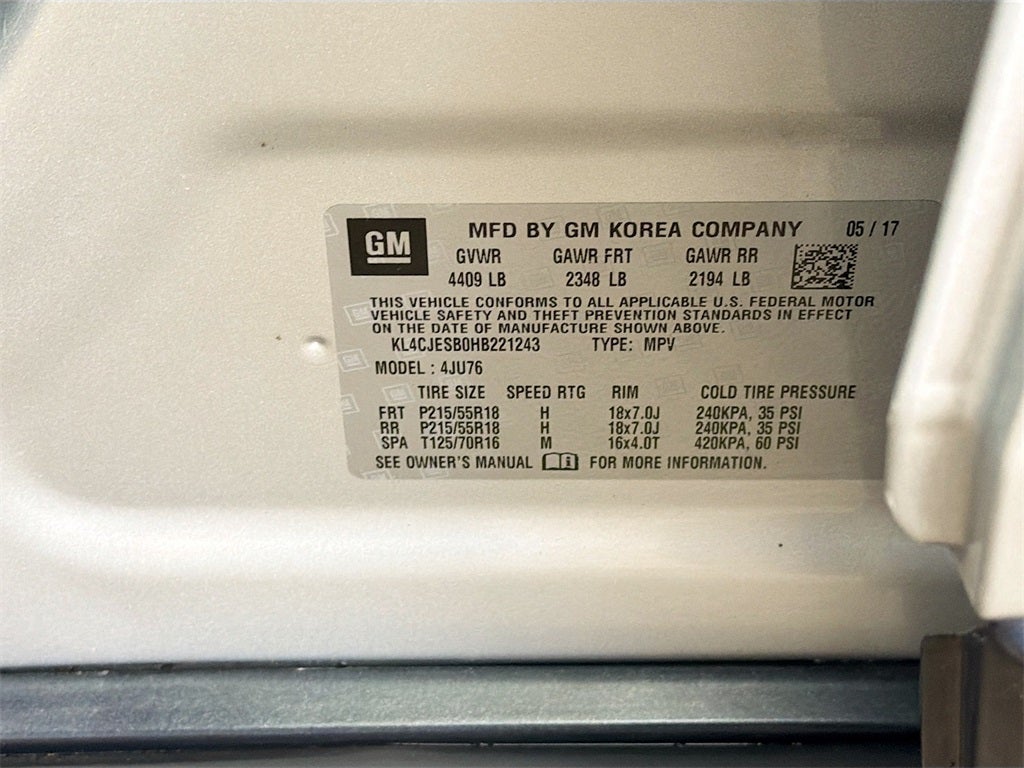 GM
MFD BY GM KOREA COMPANY 05 / 17
GVWR GAWR FRT GAWR RR
4409 LB 2348 LB 2194 LB
THIS VEHICLE CONFORMS TO ALL APPLICABLE U.S. FEDERAL MOTOR
VEHICLE SAFETY AND THEFT PREVENTION STANDARDS IN EFFECT
ON THE DATE OF MANUFACTURE SHOWN ABOVE.
KL4CJESB0HB221243 TYPE: MPV
MODEL : 4JU76
TIRE SIZE SPEED RTG RIM COLD TIRE PRESSURE
FRT P215/55R18 H 18x7.0J 240KPA, 35 PSI
RR P215/55R18 H 18x7.0J 240KPA, 35 PSI
SPA T125/70R16 M 16x4.0T 420KPA, 60 PSI
SEE OWNER'S MANUAL i FOR MORE INFORMATION.